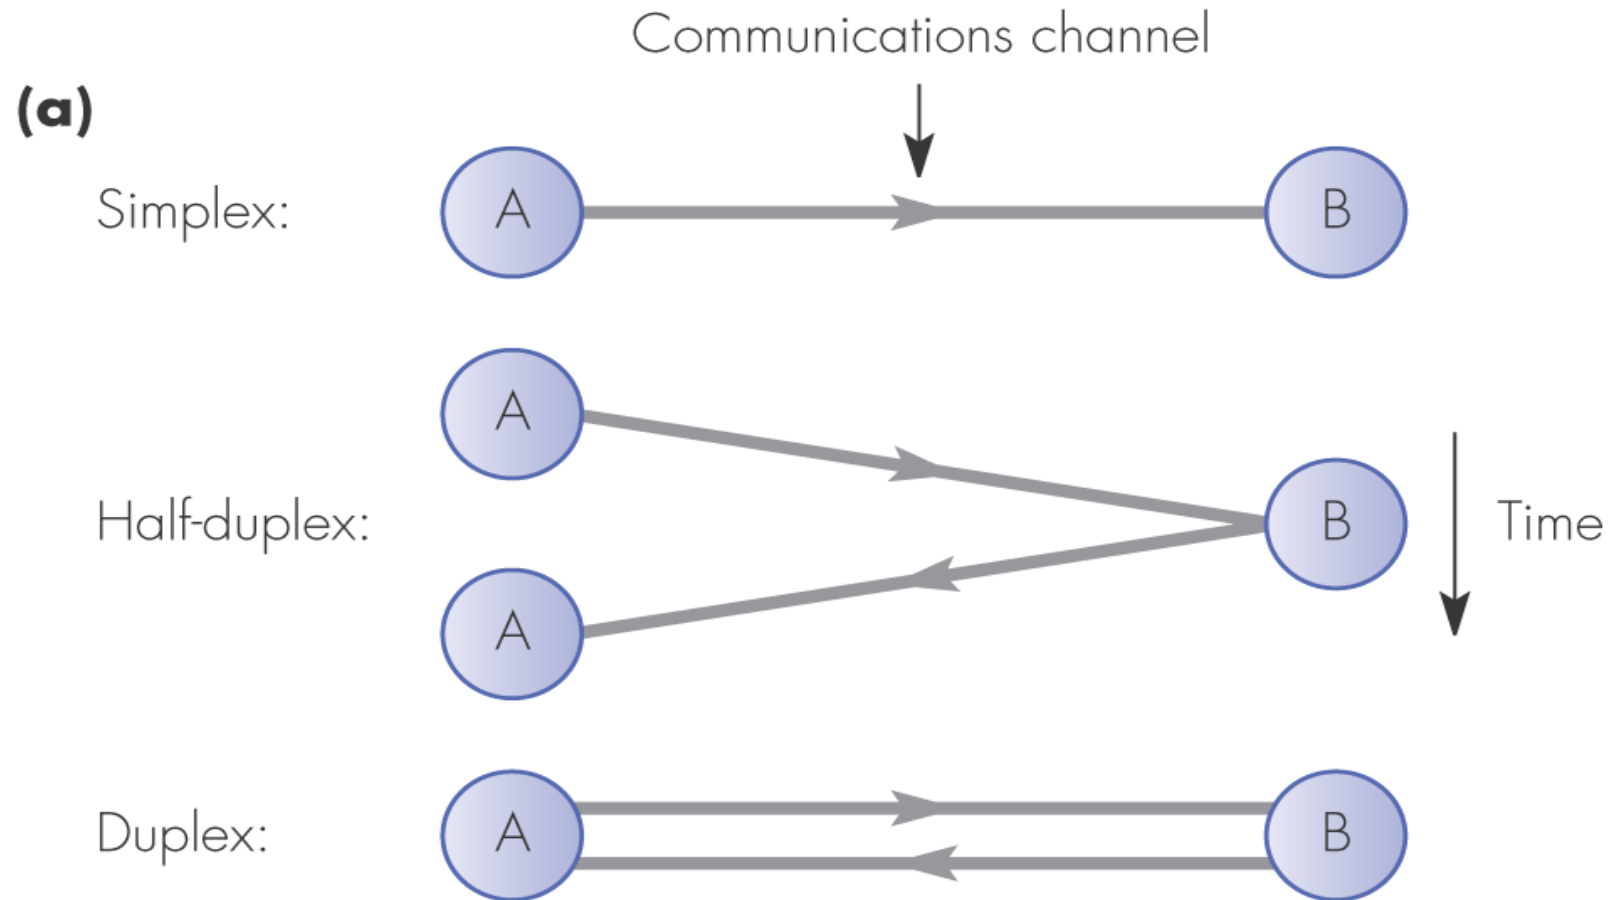 Communications channel
(a)
Simplex: A B
A
Half-duplex: B Time
A
Duplex: A B